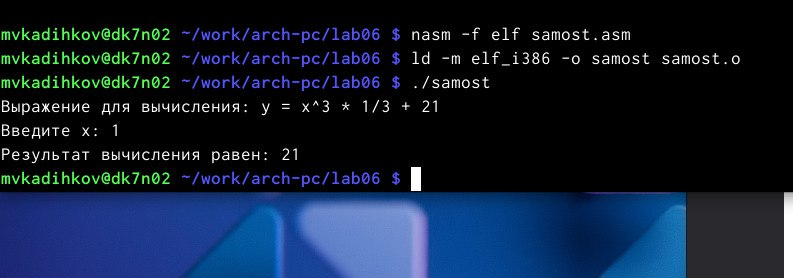 mvkadihkov@dk7n02 ~/work/arch-pc/lab06 $ nasm -f elf samost.asm
mvkadihkov@dk7n02 ~/work/arch-pc/lab06 $ ld -m elf_i386 -o samost samost.o
mvkadihkov@dk7n02 ~/work/arch-pc/lab06 $ ./samost
Выражение для вычисления: y = x^3 * 1/3 + 21
Введите x: 1
Результат вычисления равен: 21
mvkadihkov@dk7n02 ~/work/arch-pc/lab06 $